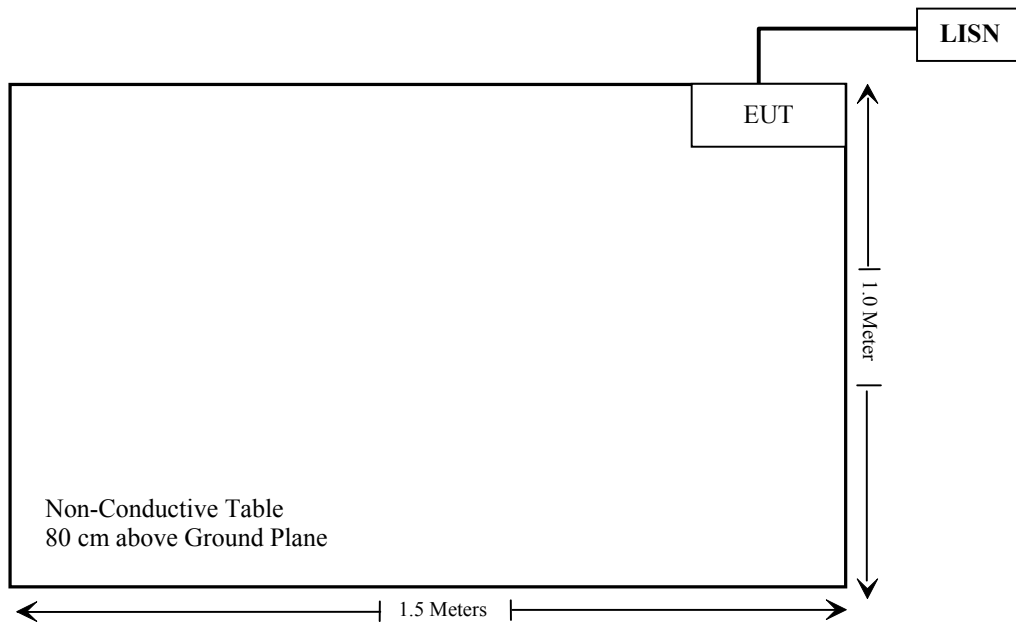 LISN
EUT
1.0 Meter
Non-Conductive Table
80 cm above Ground Plane
1.5 Meters